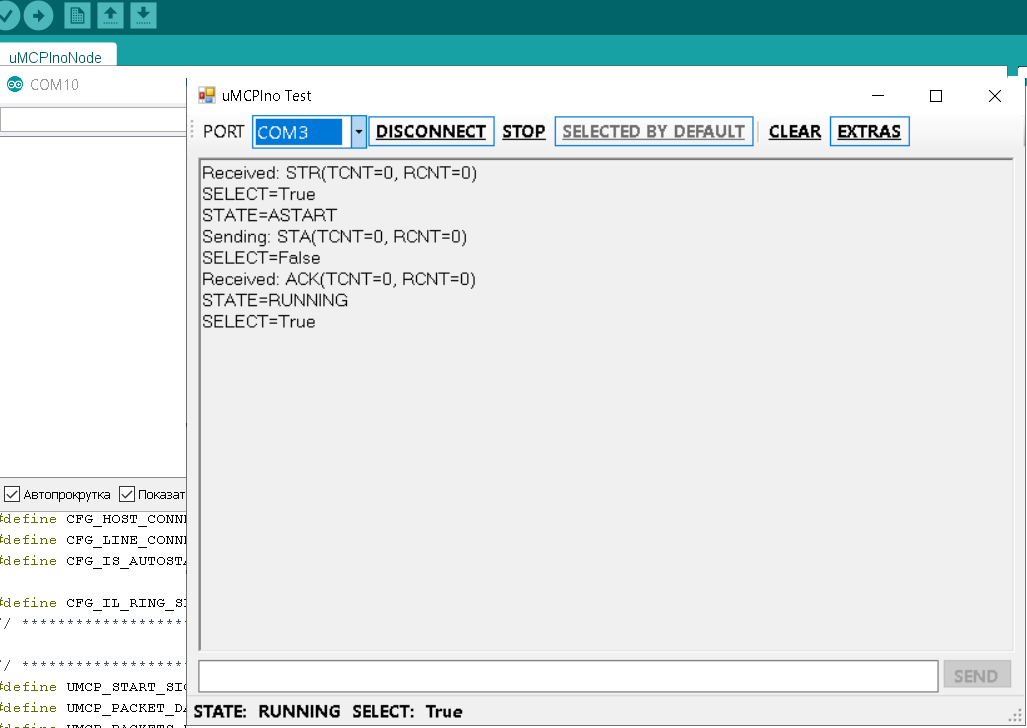 uMCPInoNode
COM10
uMCPIno Test
PORT COM3 DISCONNECT STOP SELECTED BY DEFAULT CLEAR EXTRAS
Received: STR(TCNT=0, RCNT=0)
SELECT=True
STATE=ASTART
Sending: STA(TCNT=0, RCNT=0)
SELECT=False
Received: ACK(TCNT=0, RCNT=0)
STATE=RUNNING
SELECT=True
Автопрокрутка Показат
#define CFG_HOST_CONN
#define CFG_LINE_CONN
#define CFG_IS_AUTOSTA
#define CFG_IL_RING_SI
// ******************
// ******************
#define UMCP_START_SIG
#define UMCP_PACKET_DA
#define UMCP_PACKETS
SEND
STATE: RUNNING SELECT: True